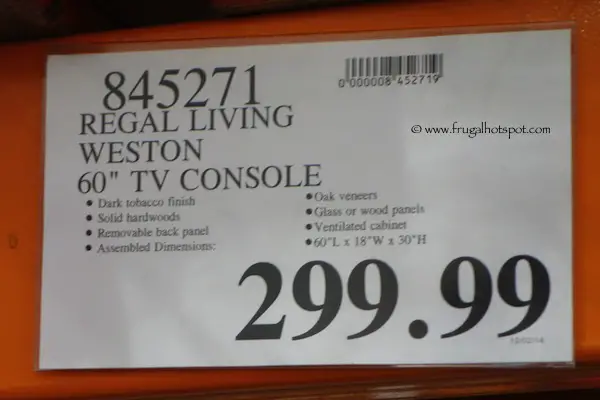 845271
0 000008 452719
REGAL LIVING
WESTON
60" TV CONSOLE
© www.frugalhotspot.com
• Dark tobacco finish
• Solid hardwoods
• Removable back panel
• Assembled Dimensions:
• Oak veneers
• Glass or wood panels
• Ventilated cabinet
• 60"L x 18"W x 30"H
299.99